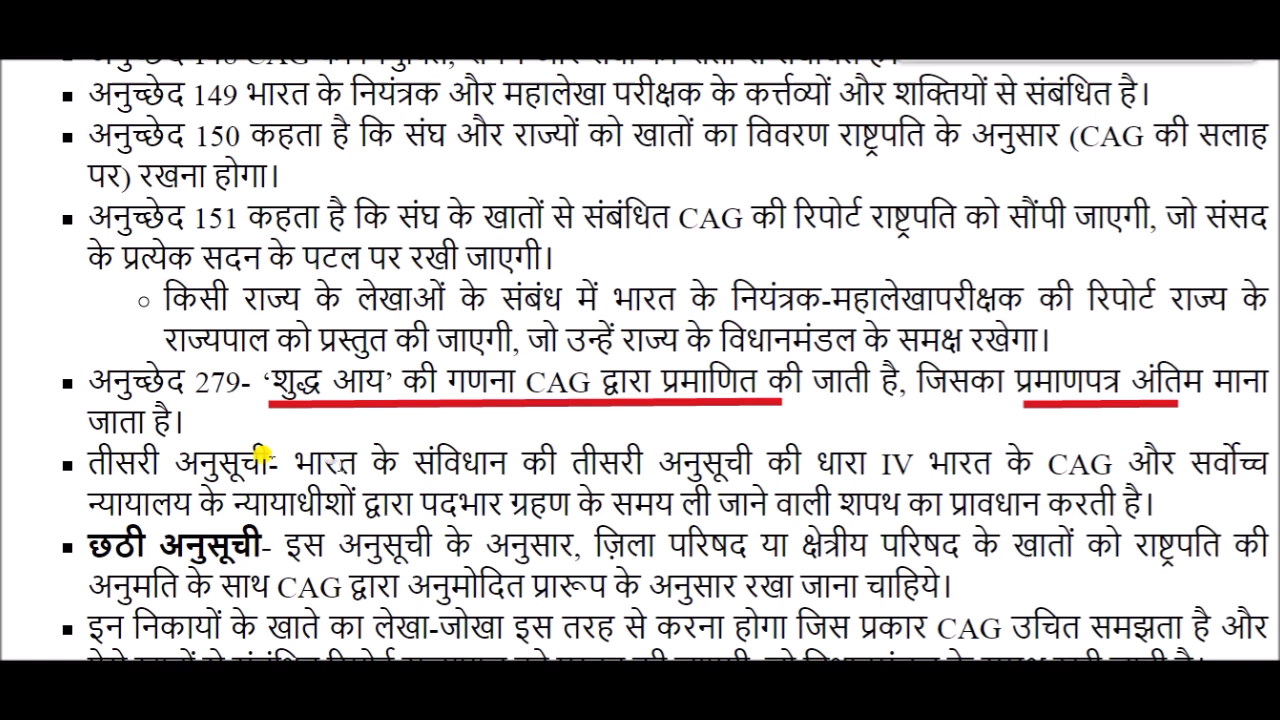 ▪ अनुच्छेद 149 भारत के नियंत्रक और महालेखा परीक्षक के कर्त्तव्यों और शक्तियों से संबंधित है।
▪ अनुच्छेद 150 कहता है कि संघ और राज्यों को खातों का विवरण राष्ट्रपति के अनुसार (CAG की सलाह
पर) रखना होगा।
▪ अनुच्छेद 151 कहता है कि संघ के खातों से संबंधित CAG की रिपोर्ट राष्ट्रपति को सौंपी जाएगी, जो संसद
के प्रत्येक सदन के पटल पर रखी जाएगी।
○ किसी राज्य के लेखाओं के संबंध में भारत के नियंत्रक-महालेखापरीक्षक की रिपोर्ट राज्य के
राज्यपाल को प्रस्तुत की जाएगी, जो उन्हें राज्य के विधानमंडल के समक्ष रखेगा।
▪ अनुच्छेद 279- ‘शुद्ध आय’ की गणना CAG द्वारा प्रमाणित की जाती है, जिसका प्रमाणपत्र अंतिम माना
जाता है।
▪ तीसरी अनुसूची- भारत के संविधान की तीसरी अनुसूची की धारा IV भारत के CAG और सर्वोच्च
न्यायालय के न्यायाधीशों द्वारा पदभार ग्रहण के समय ली जाने वाली शपथ का प्रावधान करती है।
▪ छठी अनुसूची- इस अनुसूची के अनुसार, ज़िला परिषद या क्षेत्रीय परिषद के खातों को राष्ट्रपति की
अनुमति के साथ CAG द्वारा अनुमोदित प्रारूप के अनुसार रखा जाना चाहिये।
▪ इन निकायों के खाते का लेखा-जोखा इस तरह से करना होगा जिस प्रकार CAG उचित समझता है और